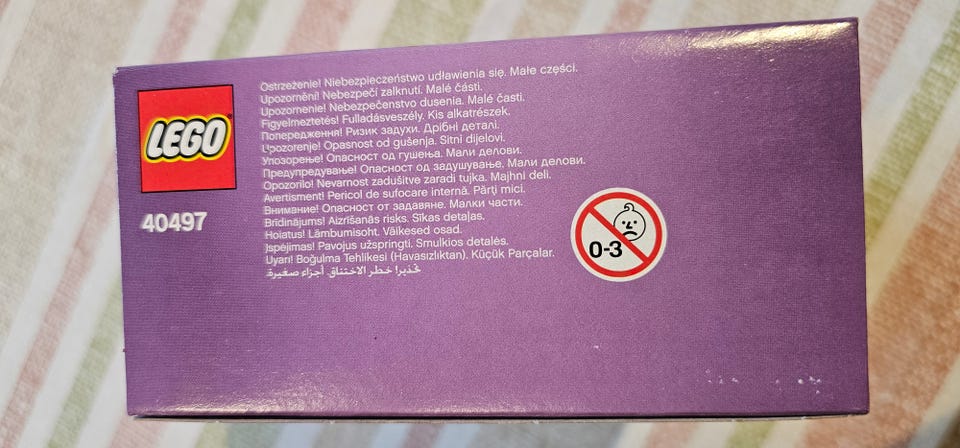 LEGO
40497
Ostrzeżenie! Niebezpieczeństwo udławienia się. Małe części.
Upozornění! Nebezpečí zalknutí. Malé části.
Upozornenie! Nebezpečenstvo dusenia. Malé časti.
Figyelmeztetés! Fulladásveszély. Kis alkatrészek.
Попередження! Ризик задухи. Дрібні деталі.
Upozorenje! Opasnost od gušenja. Sitni dijelovi.
Упозорење! Опасност од гушења. Мали делови.
Предупредување! Опасност од задушување. Мали делови.
Opozorilo! Nevarnost zadušitve zaradi tujka. Majhni deli.
Avertisment! Pericol de sufocare internă. Părţi mici.
Внимание! Опасност от задавяне. Малки части.
Brīdinājums! Aizrīšanās risks. Sīkas detaļas.
Hoiatus! Lämbumisoht. Väikesed osad.
Įspėjimas! Pavojus užspringti. Smulkios detalės.
Uyarı! Boğulma Tehlikesi (Havasızlıktan). Küçük Parçalar.
تحذير! خطر الاختناق. أجزاء صغيرة.
0-3